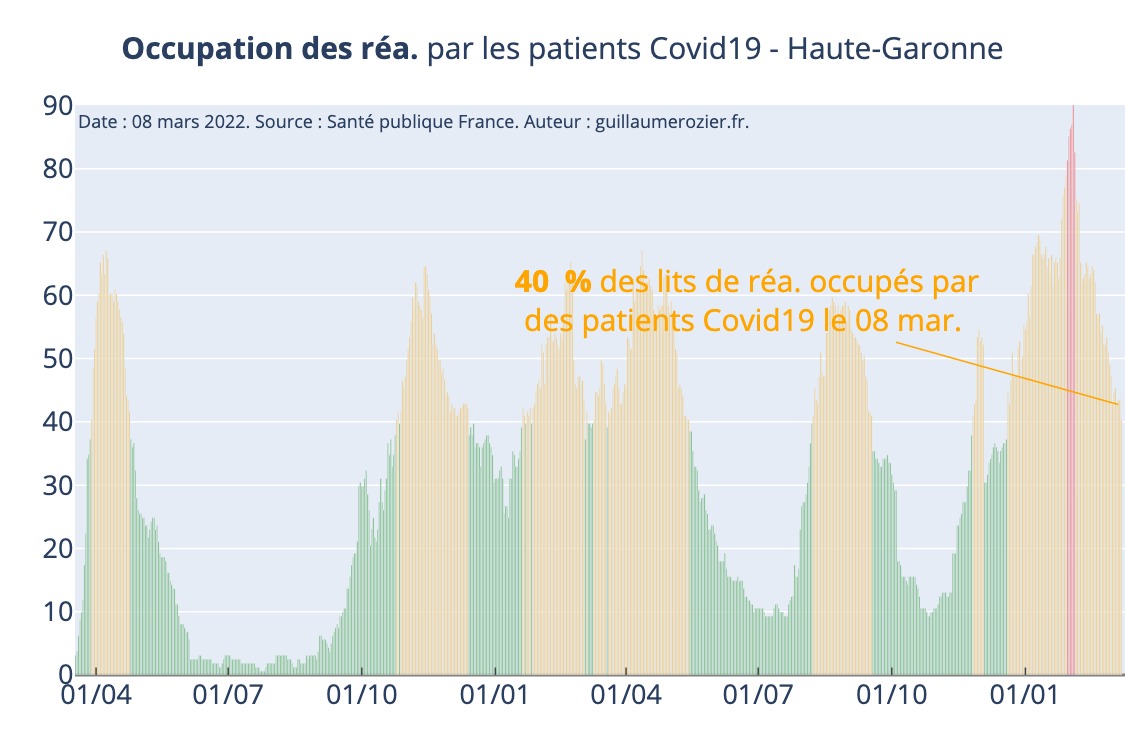 Occupation des réa. par les patients Covid19 - Haute-Garonne
90
Date : 08 mars 2022. Source : Santé publique France. Auteur : guillaumerozier.fr.
80
70
40 % des lits de réa. occupés par
des patients Covid19 le 08 mar.
60
50
40
30
20
10
0
01/04 01/07 01/10 01/01 01/04 01/07 01/10 01/01